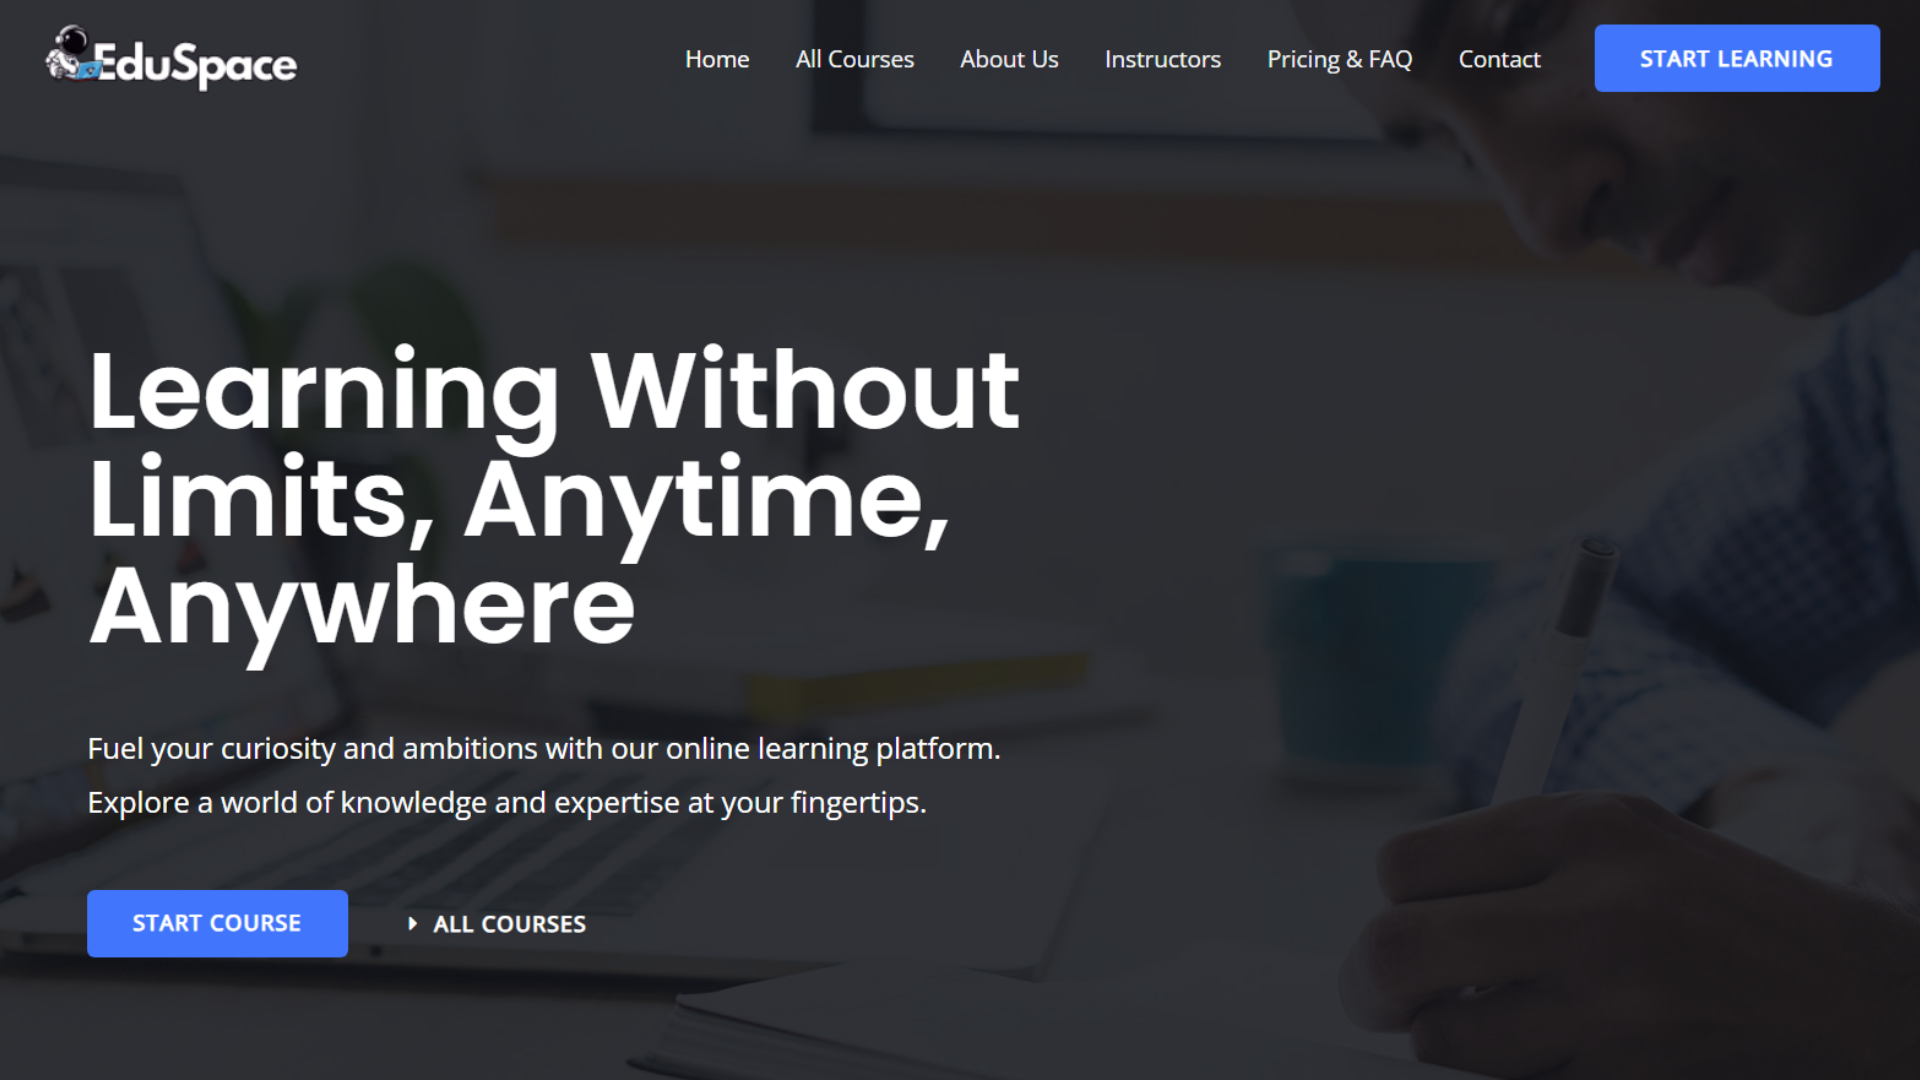 EduSpace
Home All Courses About Us Instructors Pricing & FAQ Contact START LEARNING
Learning Without
Limits, Anytime,
Anywhere
Fuel your curiosity and ambitions with our online learning platform.
Explore a world of knowledge and expertise at your fingertips.
START COURSE ALL COURSES